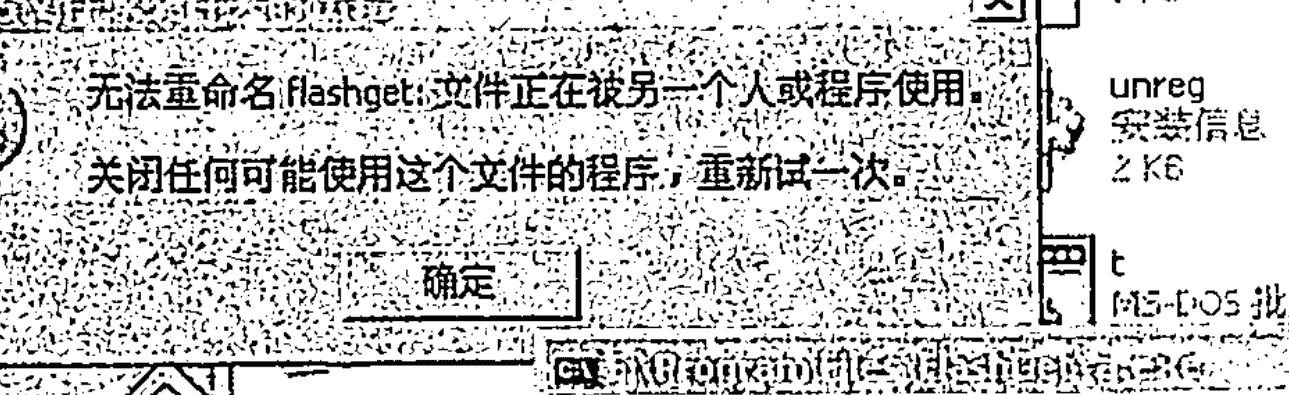 无法重命名 flashget: 文件正在被另一个人或程序使用。
关闭任何可能使用这个文件的程序，重新试一次。
确定
unreg
安装信息
2 KB
t
MS-DOS 批